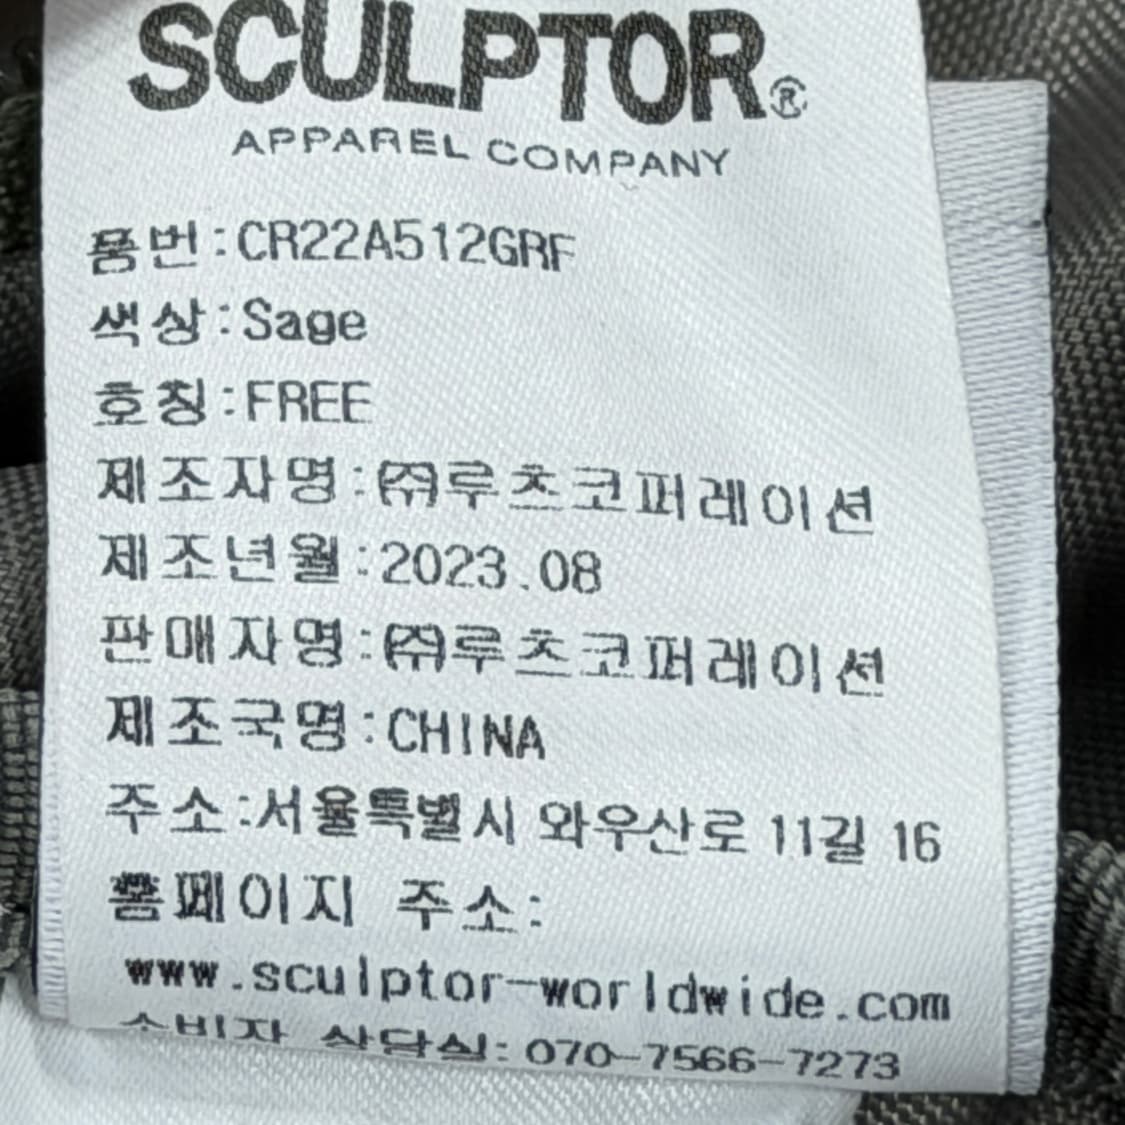 SCULPTOR®
APPAREL COMPANY
품번:CR22A512GRF
색상:Sage
호칭:FREE
제조자명:㈜루츠코퍼레이션
제조년월:2023.08
판매자명:㈜루츠코퍼레이션
제조국명:CHINA
주소:서울특별시 와우산로 11길 16
홈페이지 주소:
www.sculptor-worldwide.com
소비자 상담실:070-7566-7273